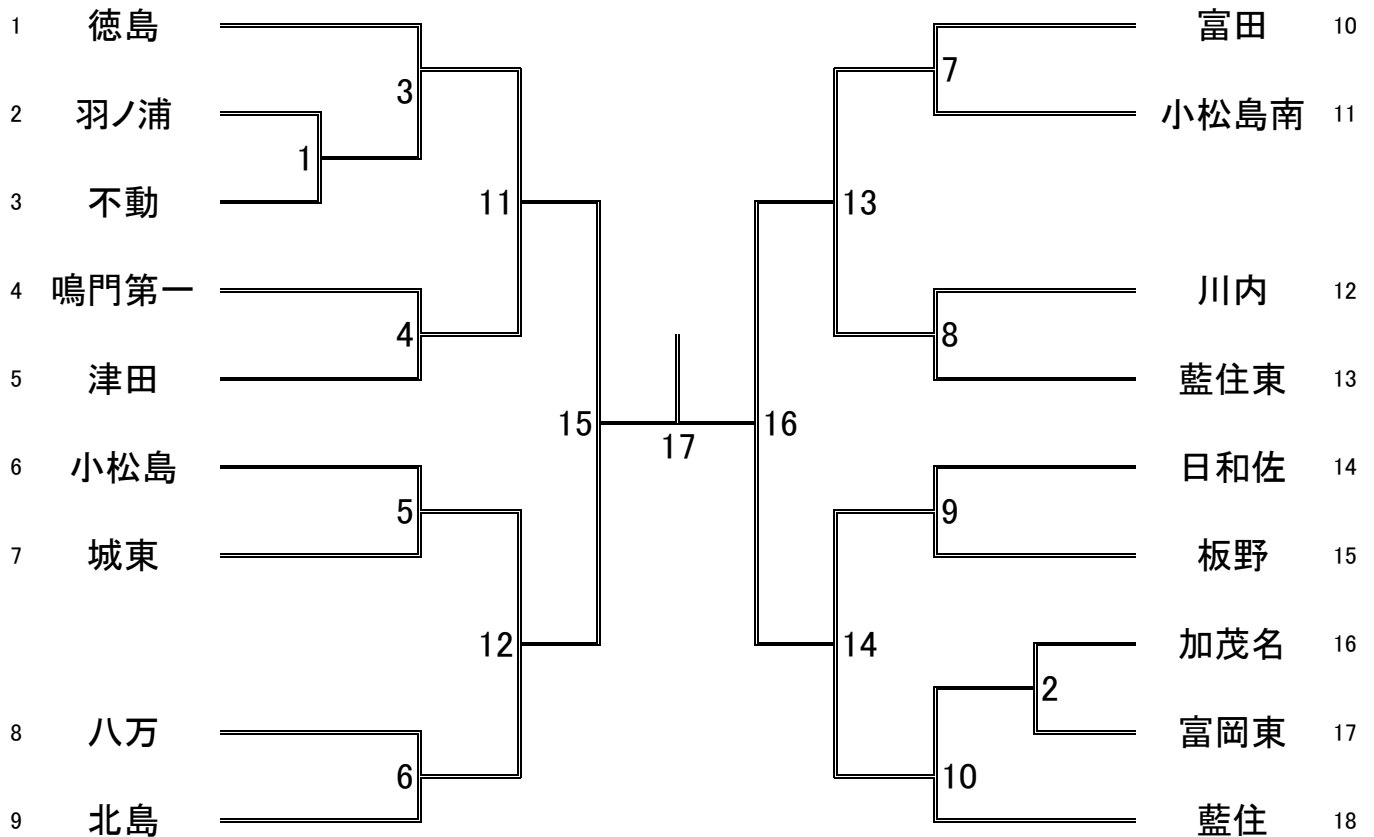 1 徳島
2 羽ノ浦
3 不動
4 鳴門第一
5 津田
6 小松島
7 城東
8 八万
9 北島
1
3
4
5
6
11
12
15
17
16
13
14
7
8
9
2
10
富田 10
小松島南 11
川内 12
藍住東 13
日和佐 14
板野 15
加茂名 16
富岡東 17
藍住 18